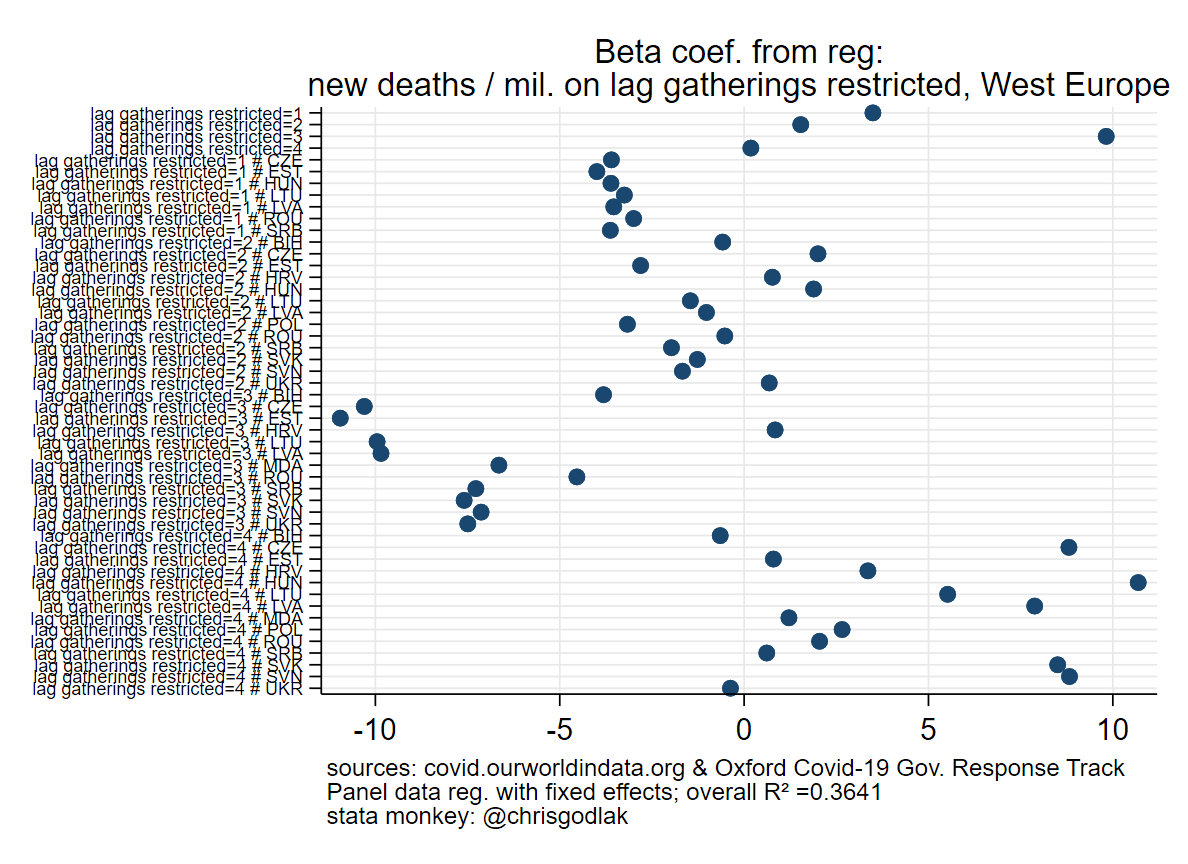 Beta coef. from reg:
new deaths / mil. on lag gatherings restricted, West Europe
lag gatherings restricted=1
lag gatherings restricted=2
lag gatherings restricted=3
lag gatherings restricted=4
lag gatherings restricted=1 # CZE
lag gatherings restricted=1 # EST
lag gatherings restricted=1 # HUN
lag gatherings restricted=1 # LTU
lag gatherings restricted=1 # LVA
lag gatherings restricted=1 # ROU
lag gatherings restricted=1 # SRB
lag gatherings restricted=2 # BIH
lag gatherings restricted=2 # CZE
lag gatherings restricted=2 # EST
lag gatherings restricted=2 # HRV
lag gatherings restricted=2 # HUN
lag gatherings restricted=2 # LTU
lag gatherings restricted=2 # LVA
lag gatherings restricted=2 # POL
lag gatherings restricted=2 # ROU
lag gatherings restricted=2 # SRB
lag gatherings restricted=2 # SVK
lag gatherings restricted=2 # SVN
lag gatherings restricted=2 # UKR
lag gatherings restricted=3 # BIH
lag gatherings restricted=3 # CZE
lag gatherings restricted=3 # EST
lag gatherings restricted=3 # HRV
lag gatherings restricted=3 # LTU
lag gatherings restricted=3 # LVA
lag gatherings restricted=3 # MDA
lag gatherings restricted=3 # ROU
lag gatherings restricted=3 # SRB
lag gatherings restricted=3 # SVK
lag gatherings restricted=3 # SVN
lag gatherings restricted=3 # UKR
lag gatherings restricted=4 # BIH
lag gatherings restricted=4 # CZE
lag gatherings restricted=4 # EST
lag gatherings restricted=4 # HRV
lag gatherings restricted=4 # HUN
lag gatherings restricted=4 # LTU
lag gatherings restricted=4 # LVA
lag gatherings restricted=4 # MDA
lag gatherings restricted=4 # POL
lag gatherings restricted=4 # ROU
lag gatherings restricted=4 # SRB
lag gatherings restricted=4 # SVK
lag gatherings restricted=4 # SVN
lag gatherings restricted=4 # UKR
-10 -5 0 5 10
sources: covid.ourworldindata.org & Oxford Covid-19 Gov. Response Track
Panel data reg. with fixed effects; overall R² =0.3641
stata monkey: @chrisgodlak